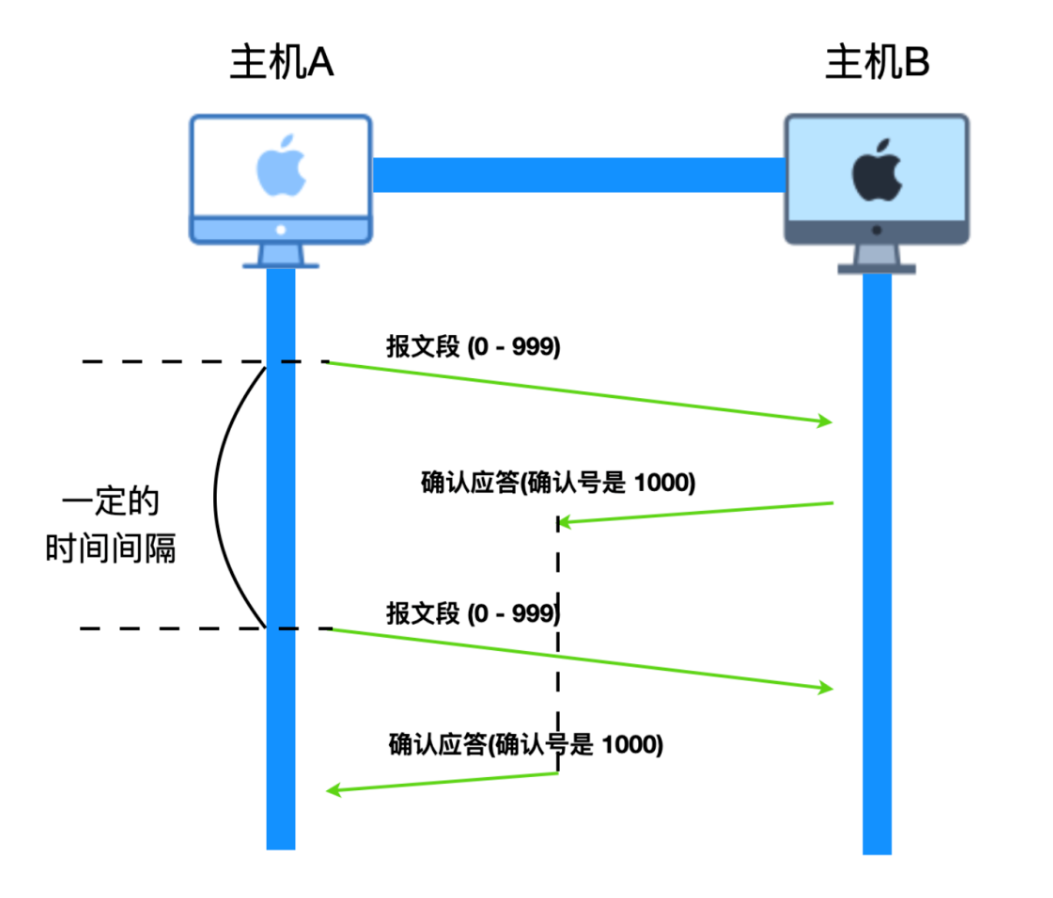 主机A
主机B
报文段 (0 - 999)
确认应答(确认号是 1000)
一定的
时间间隔
报文段 (0 - 999)
确认应答(确认号是 1000)